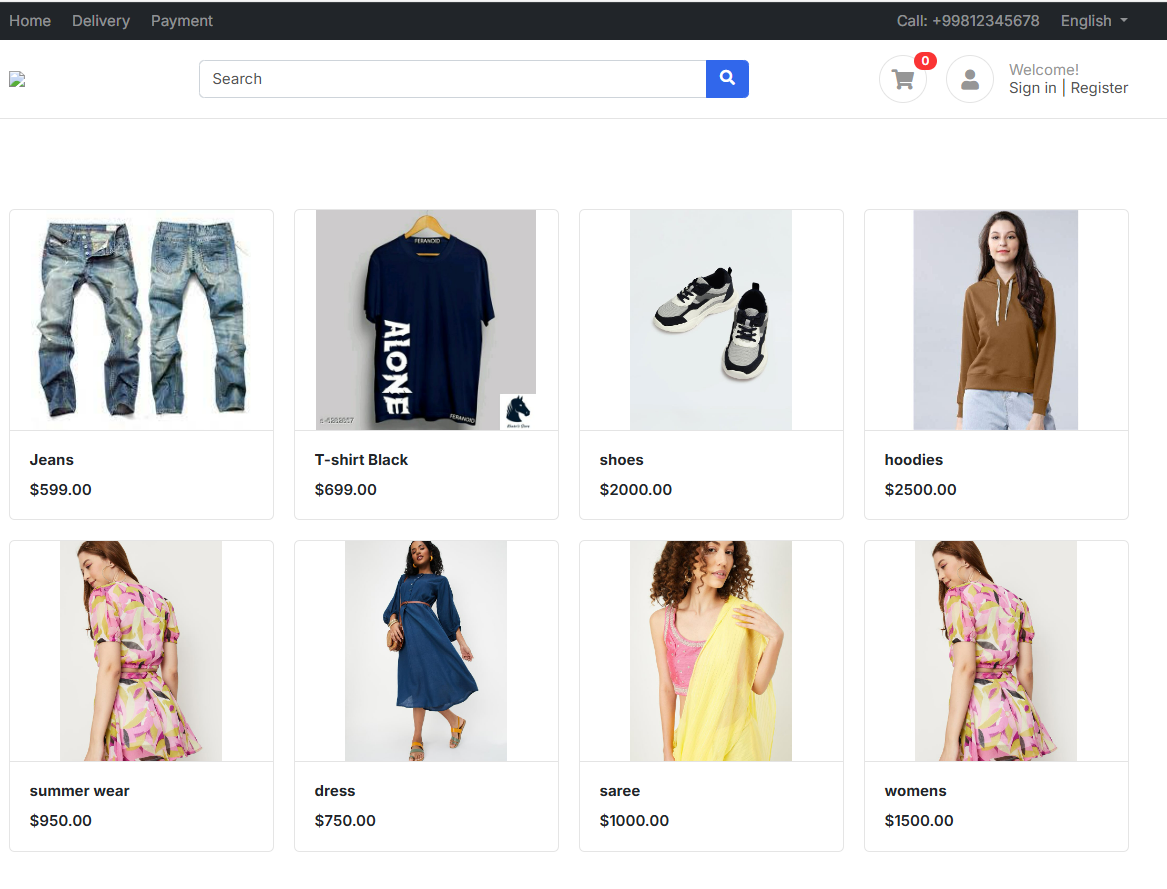 Home Delivery Payment Call: +99812345678 English
Search
0
Welcome!
Sign in | Register
FERANOID
ALONE
FERANOID
Jeans
$599.00
T-shirt Black
$699.00
shoes
$2000.00
hoodies
$2500.00
summer wear
$950.00
dress
$750.00
saree
$1000.00
womens
$1500.00